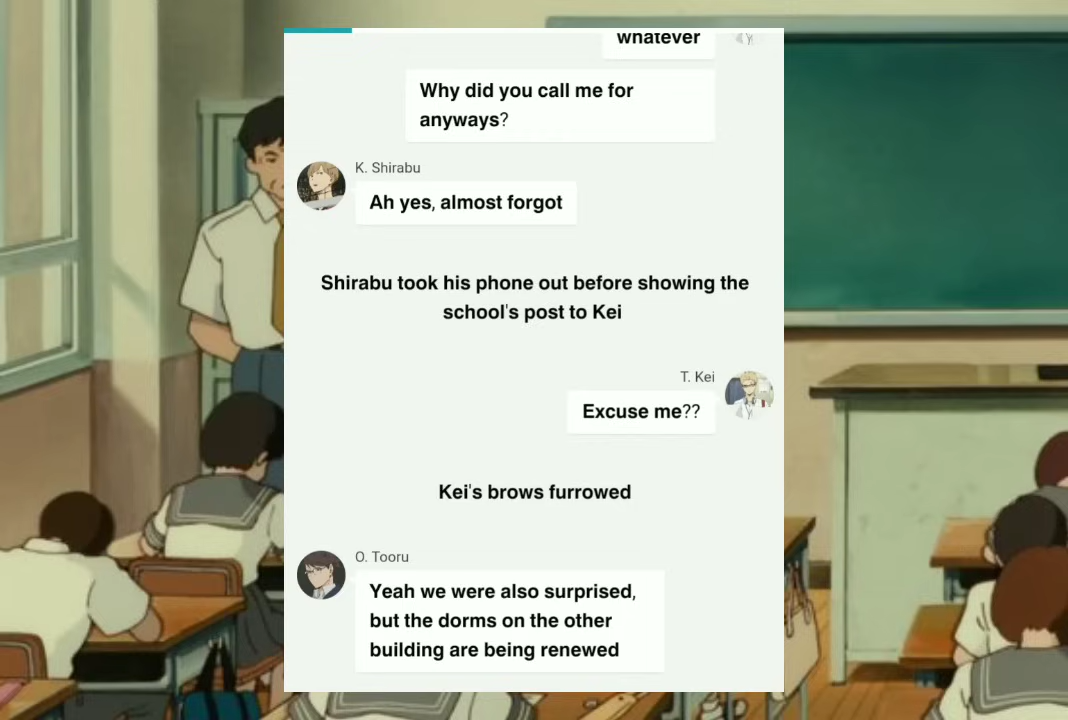 whatever
Why did you call me for
anyways?
K. Shirabu
Ah yes, almost forgot
Shirabu took his phone out before showing the
school's post to Kei
T. Kei
Excuse me??
Kei's brows furrowed
O. Tooru
Yeah we were also surprised,
but the dorms on the other
building are being renewed